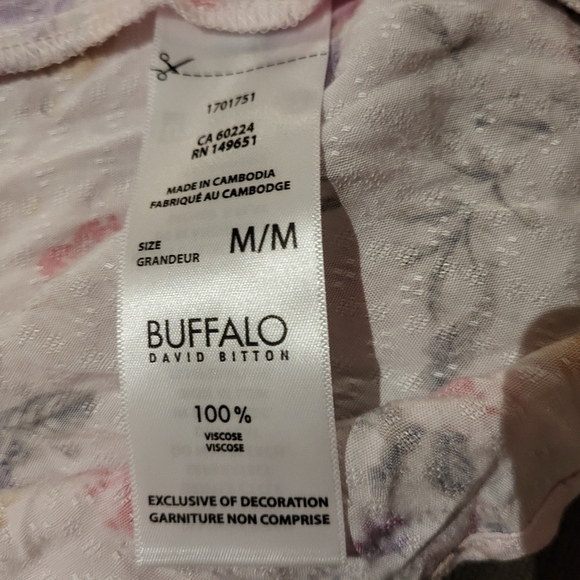 1701751
CA 60224
RN 149651
MADE IN CAMBODIA
FABRIQUÉ AU CAMBODGE
SIZE
GRANDEUR
M/M
BUFFALO
DAVID BITTON
100%
VISCOSE
VISCOSE
EXCLUSIVE OF DECORATION
GARNITURE NON COMPRISE